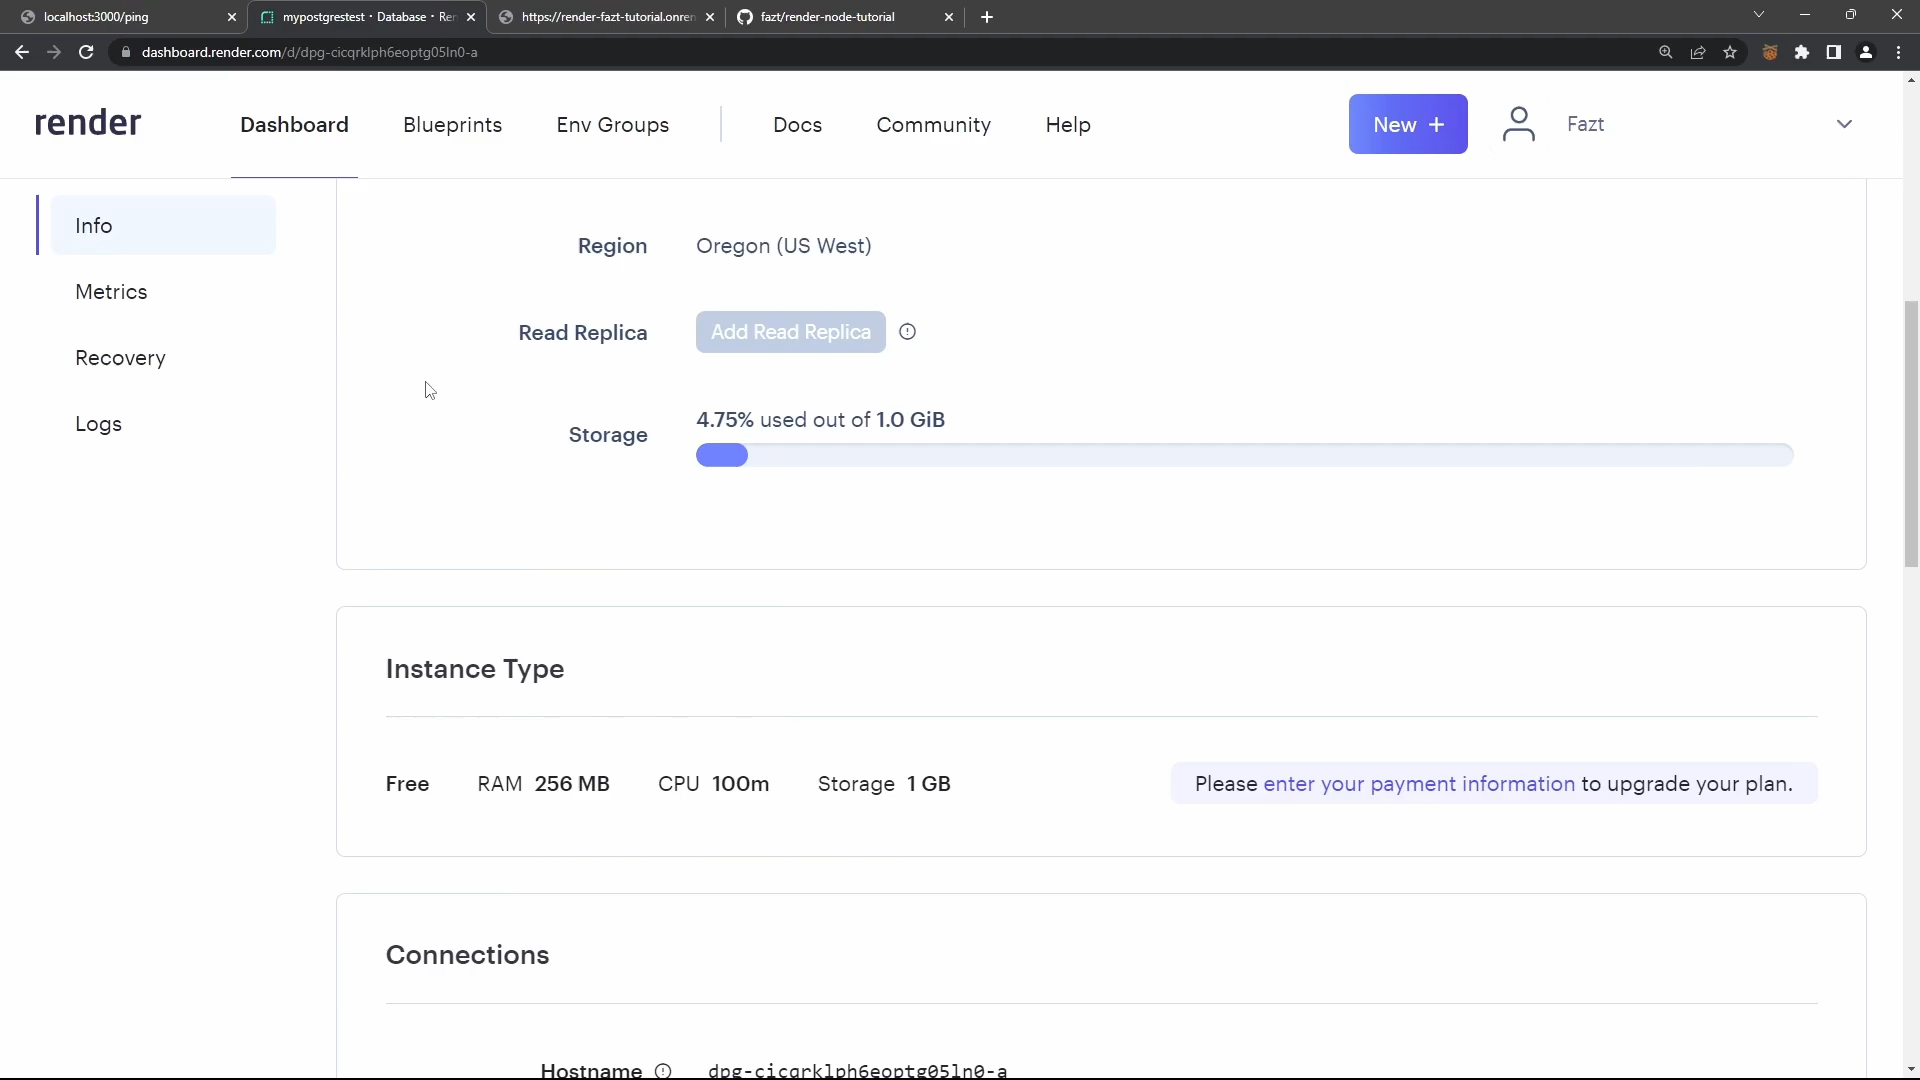 localhost:3000/ping
mypostgrestest · Database · Ren
https://render-fazt-tutorial.onren
fazt/render-node-tutorial
dashboard.render.com/d/dpg-cicqrklph6eoptg05ln0-a
render
Dashboard
Blueprints
Env Groups
Docs
Community
Help
New +
Fazt
Info
Metrics
Recovery
Logs
Region
Oregon (US West)
Read Replica
Add Read Replica
Storage
4.75% used out of 1.0 GiB
Instance Type
Free
RAM 256 MB
CPU 100m
Storage 1 GB
Please enter your payment information to upgrade your plan.
Connections
Hostname
dpg-cicqrklph6eoptg05ln0-a